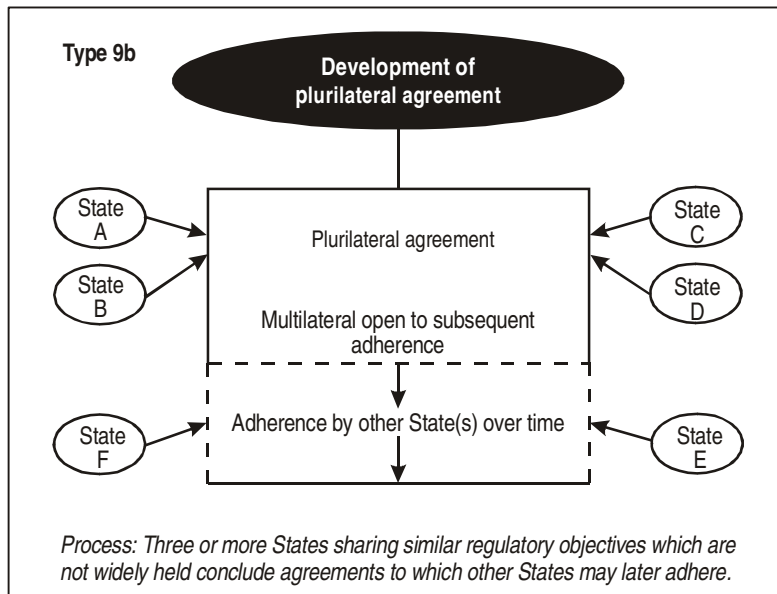 Type 9b
Development of
plurilateral agreement
State
A
State
B
State
C
State
D
Plurilateral agreement
Multilateral open to subsequent
adherence
State
F
Adherence by other State(s) over time
State
E
Process: Three or more States sharing similar regulatory objectives which are
not widely held conclude agreements to which other States may later adhere.